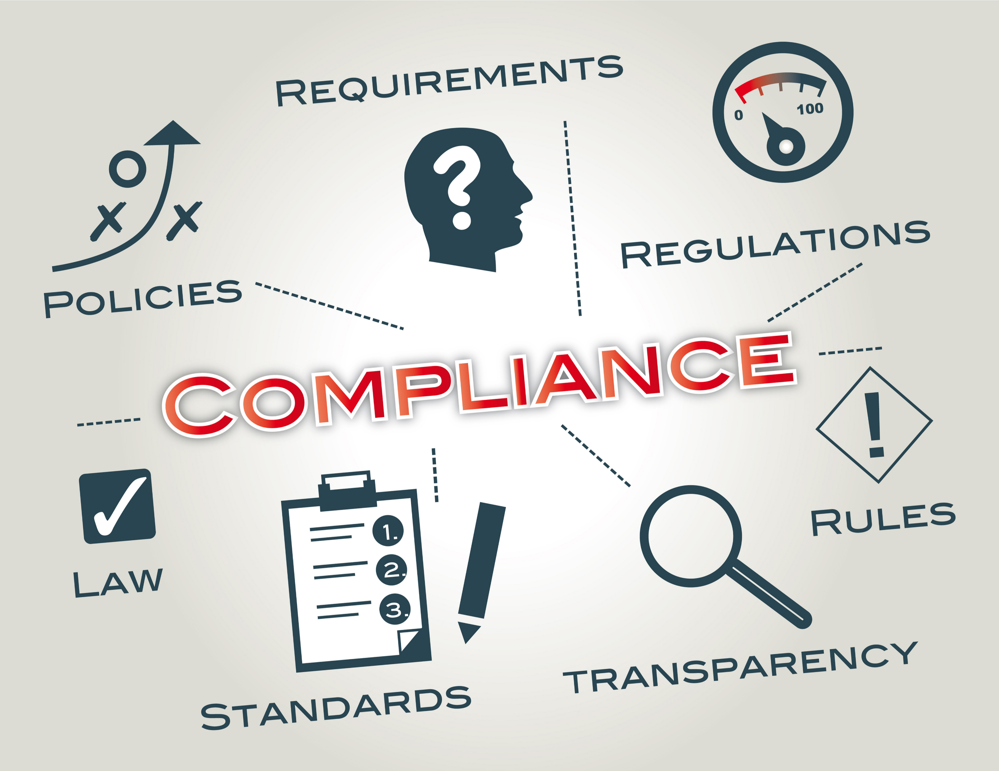 REQUIREMENTS
0 100
?
REGULATIONS
POLICIES
X X
COMPLIANCE
!
RULES
LAW
1.
2.
3.
TRANSPARENCY
STANDARDS